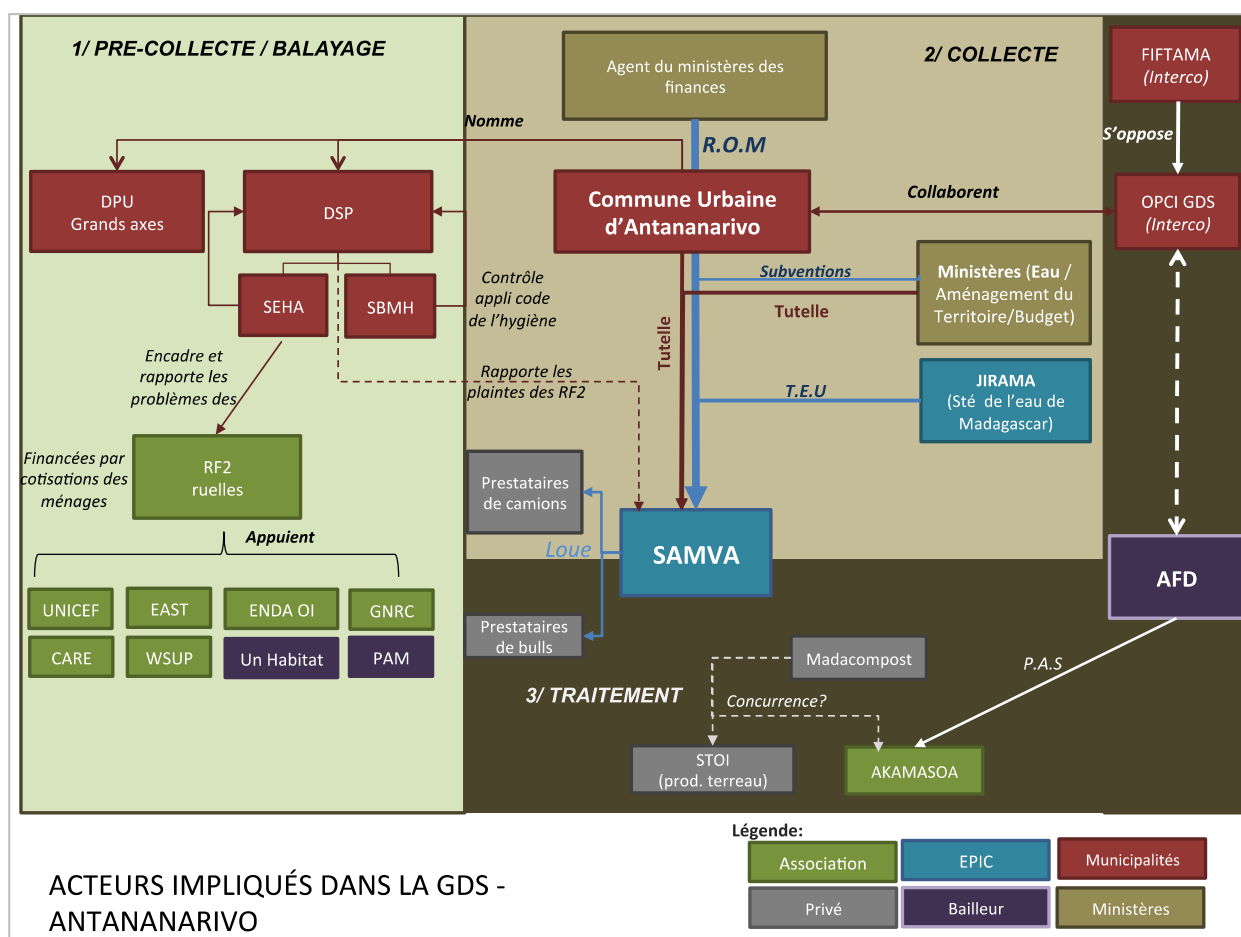 1/ PRE-COLLECTE / BALAYAGE
Agent du ministères des
finances
2/ COLLECTE
FIFTAMA
(Interco)
Nomme
R.O.M
S'oppose
DPU
Grands axes
DSP
Commune Urbaine
d'Antananarivo
Collaborent
OPCI GDS
(Interco)
SEHA
SBMH
Contrôle
appli code
de l'hygiène
Subventions
Tutelle
Ministères (Eau /
Aménagement du
Territoire/Budget)
Tutelle
Encadre et
rapporte les
problèmes des
Rapporte les
plaintes des RF2
T.E.U
JIRAMA
(Sté de l'eau de
Madagascar)
Financées par
cotisations des
ménages
RF2
ruelles
Prestataires
de camions
Appuient
Loue
SAMVA
AFD
UNICEF
EAST
ENDA OI
GNRC
CARE
WSUP
Un Habitat
PAM
Prestataires
de bulls
Madacompost
P.A.S
3/ TRAITEMENT
Concurrence?
STOI
(prod. terreau)
AKAMASOA
Légende:
Association
EPIC
Municipalités
Privé
Bailleur
Ministères
ACTEURS IMPLIQUÉS DANS LA GDS -
ANTANANARIVO